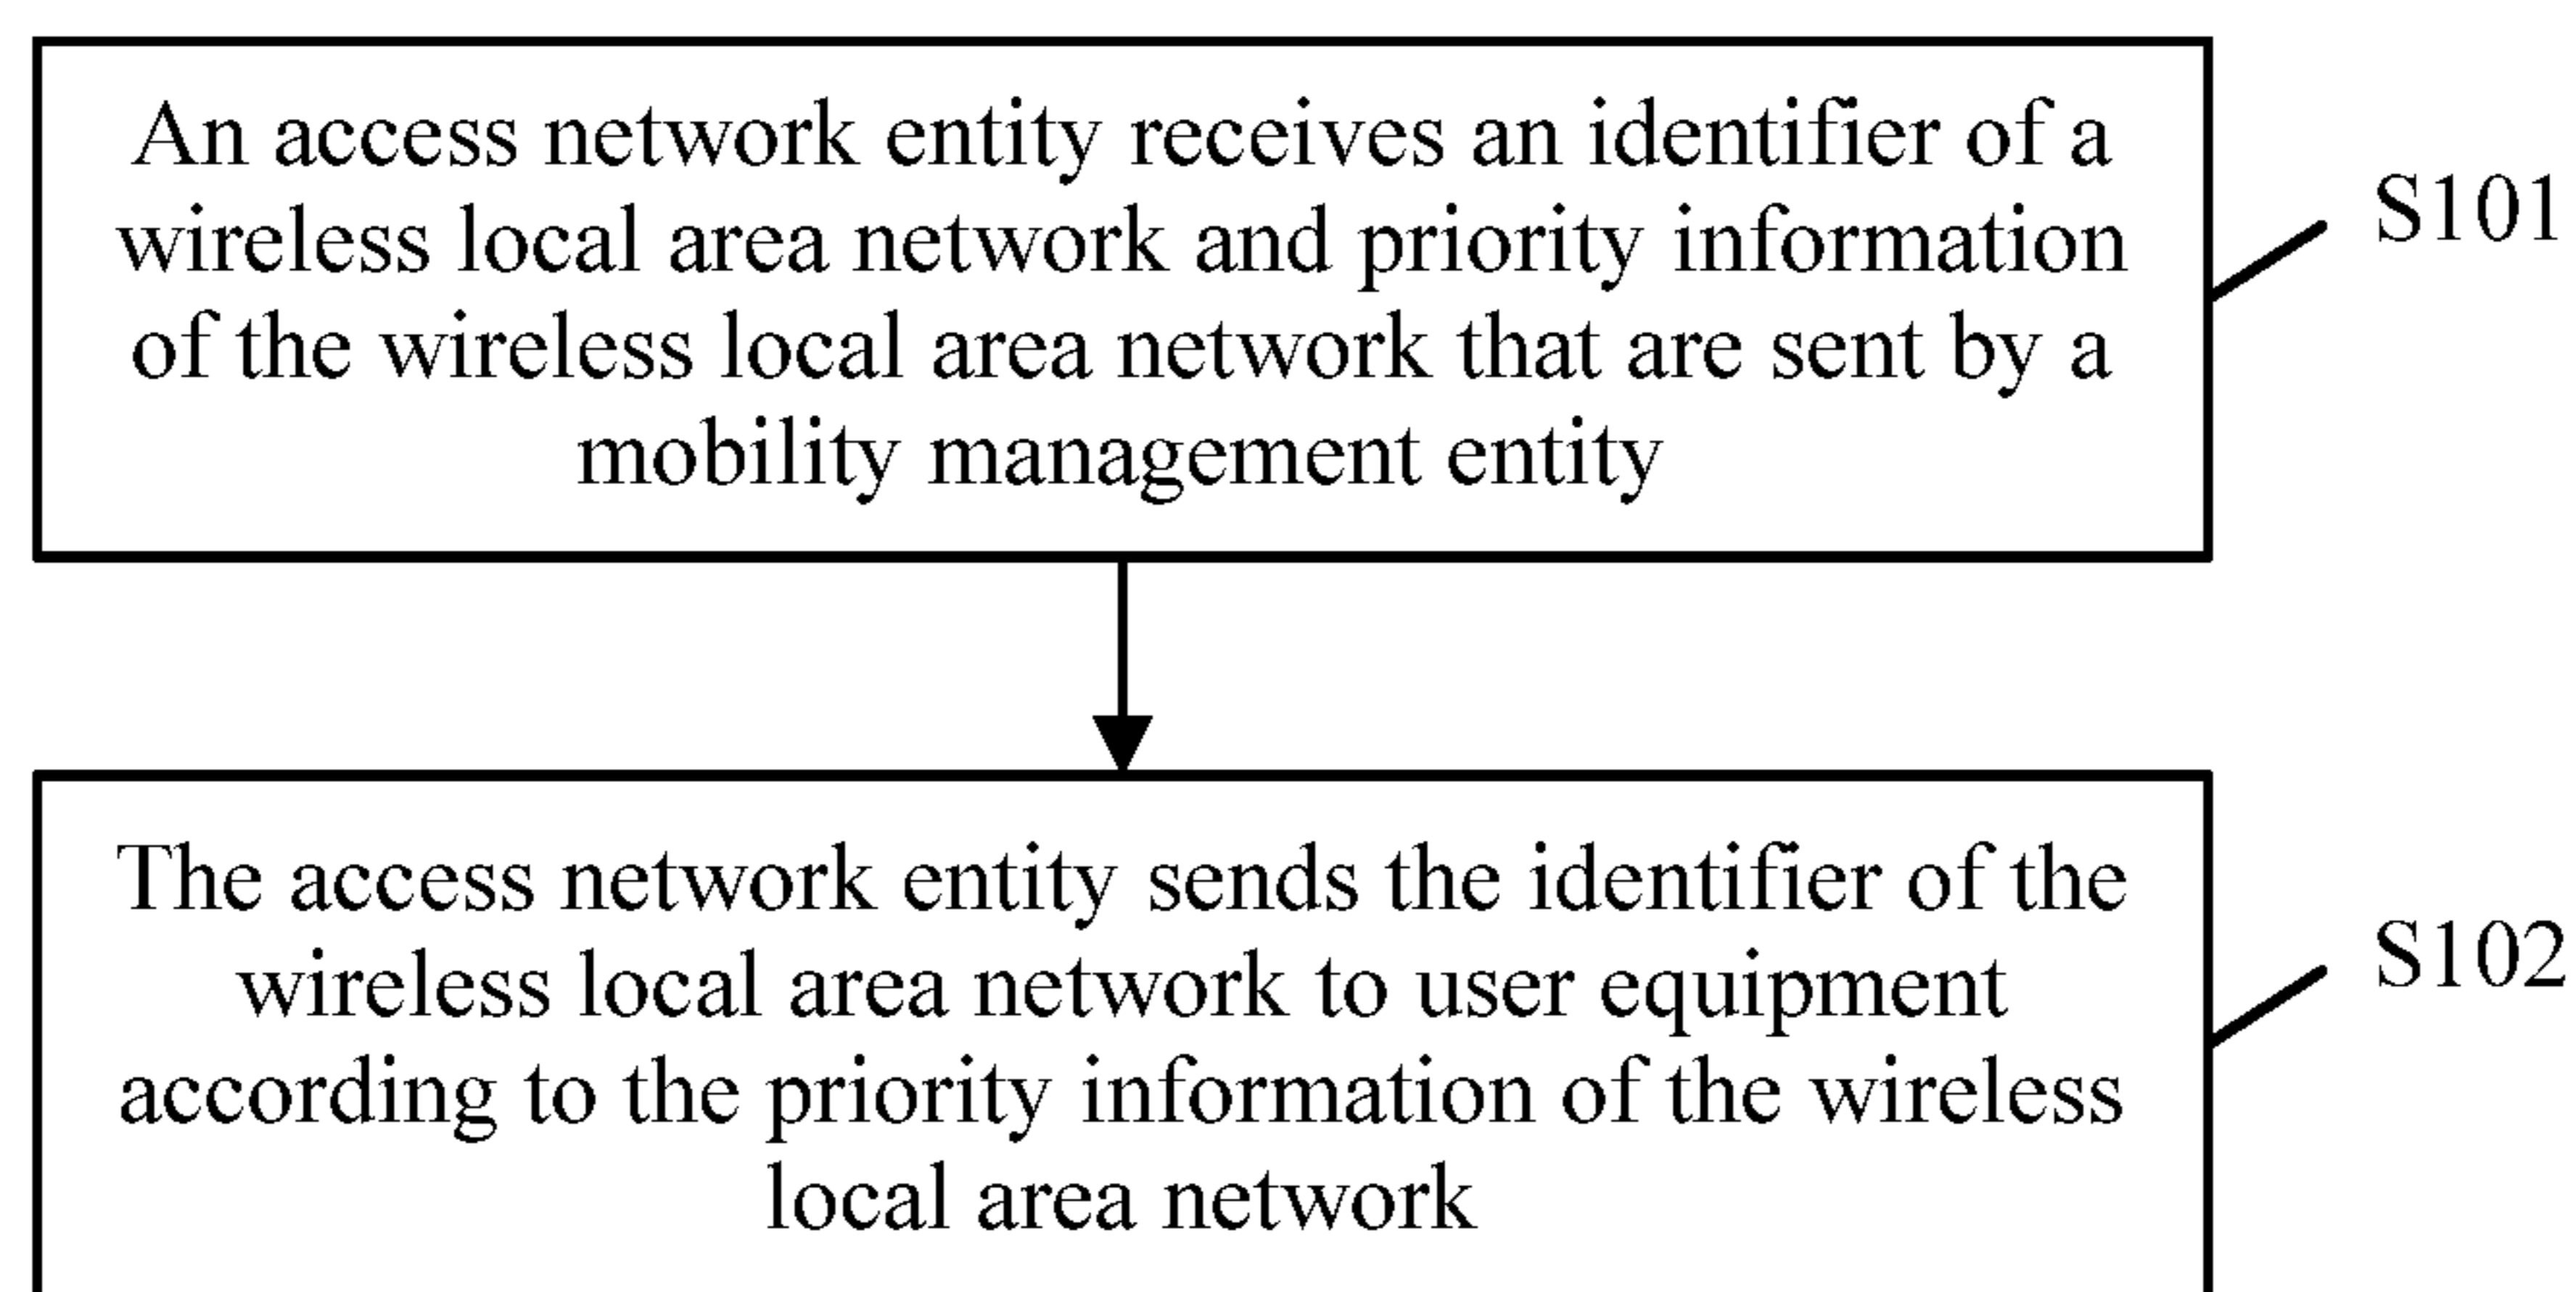 An access network entity receives an identifier of a
wireless local area network and priority information
of the wireless local area network that are sent by a
mobility management entity
S101
The access network entity sends the identifier of the
wireless local area network to user equipment
according to the priority information of the wireless
local area network
S102